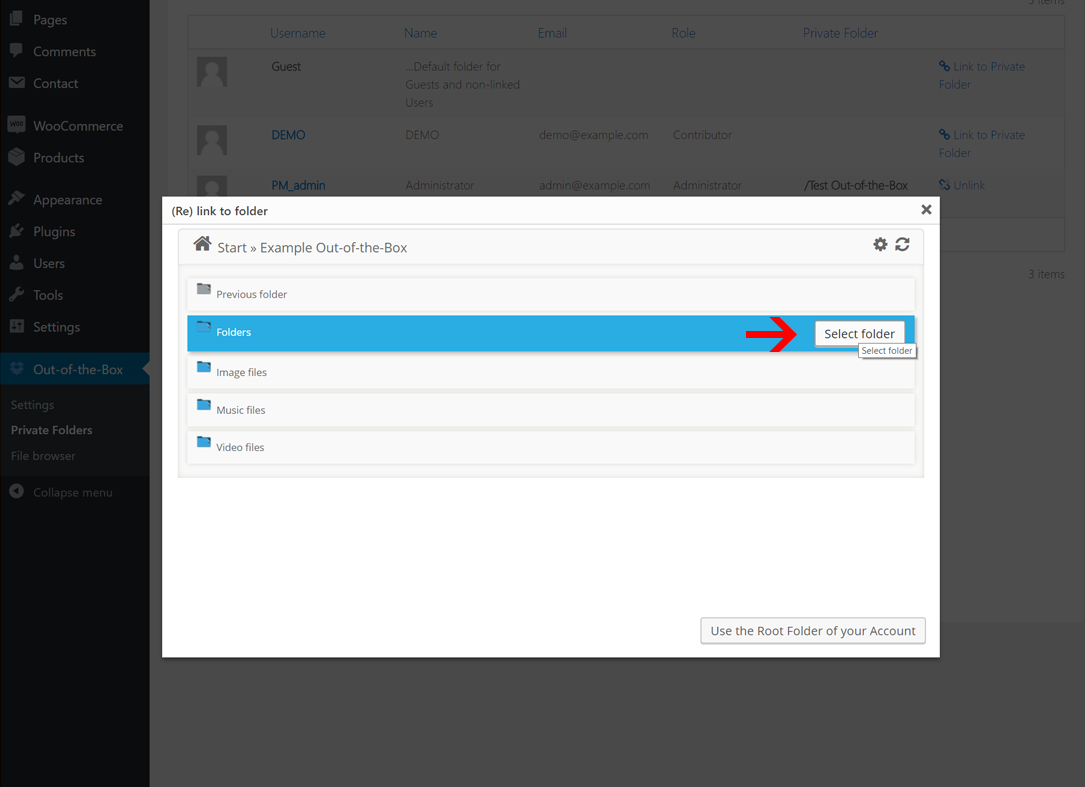 Pages
Comments
Contact
WooCommerce
Products
Appearance
Plugins
Users
Tools
Settings
Out-of-the-Box
Settings
Private Folders
File browser
Collapse menu
3 items
Username Name Email Role Private Folder
Guest ...Default folder for Link to Private
Guests and non-linked Folder
Users
DEMO DEMO demo@example.com Contributor Link to Private
Folder
PM_admin Administrator admin@example.com Administrator /Test Out-of-the-Box Unlink
3 items
(Re) link to folder
Start » Example Out-of-the-Box
Previous folder
Folders Select folder
Select folder
Image files
Music files
Video files
Use the Root Folder of your Account